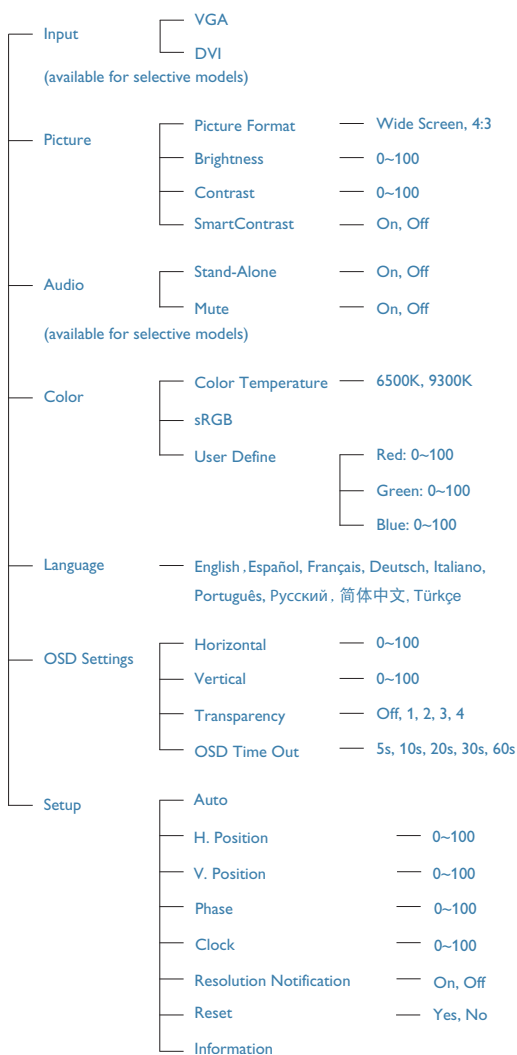 Input
VGA
DVI
(available for selective models)
Picture
Picture Format Wide Screen, 4:3
Brightness 0~100
Contrast 0~100
SmartContrast On, Off
Audio
Stand-Alone On, Off
Mute On, Off
(available for selective models)
Color
Color Temperature 6500K, 9300K
sRGB
User Define Red: 0~100
Green: 0~100
Blue: 0~100
Language English , Español, Français, Deutsch, Italiano,
Português, Русский , 简体中文, Türkçe
OSD Settings
Horizontal 0~100
Vertical 0~100
Transparency Off, 1, 2, 3, 4
OSD Time Out 5s, 10s, 20s, 30s, 60s
Setup
Auto
H. Position 0~100
V. Position 0~100
Phase 0~100
Clock 0~100
Resolution Notification On, Off
Reset Yes, No
Information